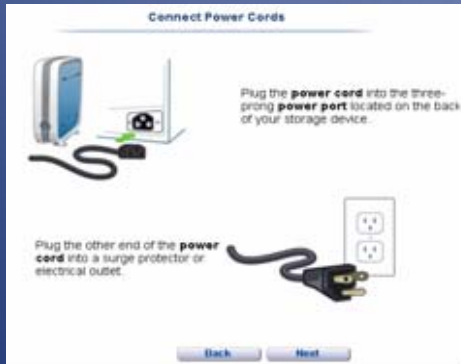 Connect Power Cords
Plug the power cord into the three-
prong power port located on the back
of your storage device.
Plug the other end of the power
cord into a surge protector or
electrical outlet.
Back
Next